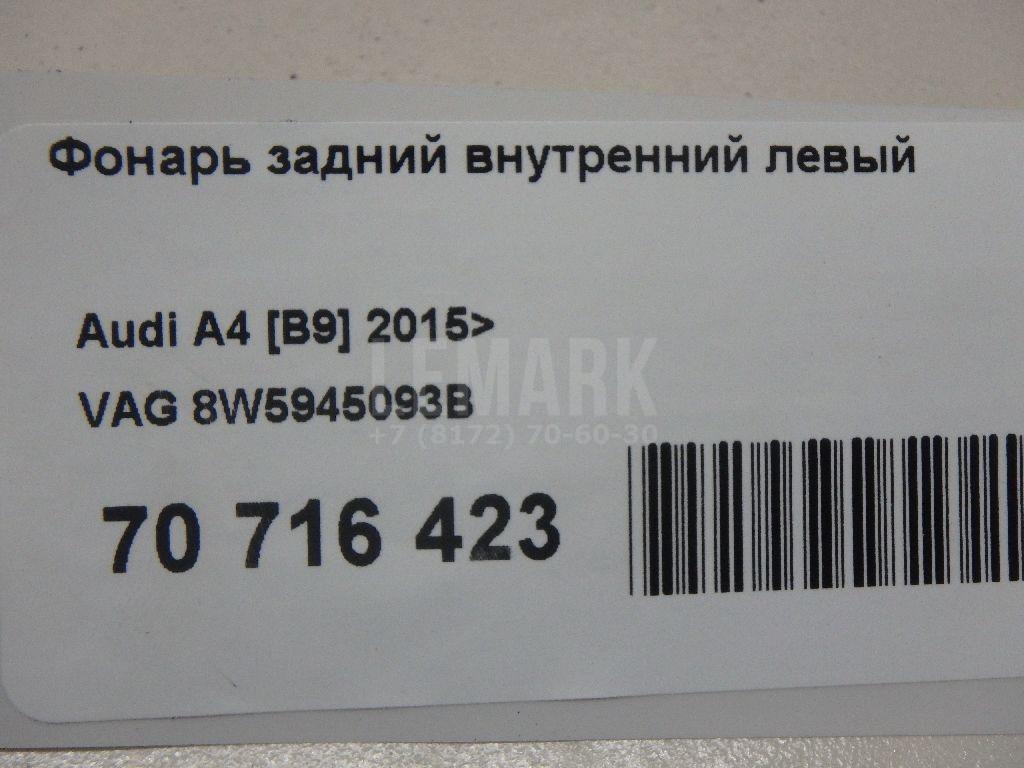 Фонарь задний внутренний левый
Audi A4 [B9] 2015>
LEMARK
VAG 8W5945093B
+7 (8172) 70-60-30
70 716 423